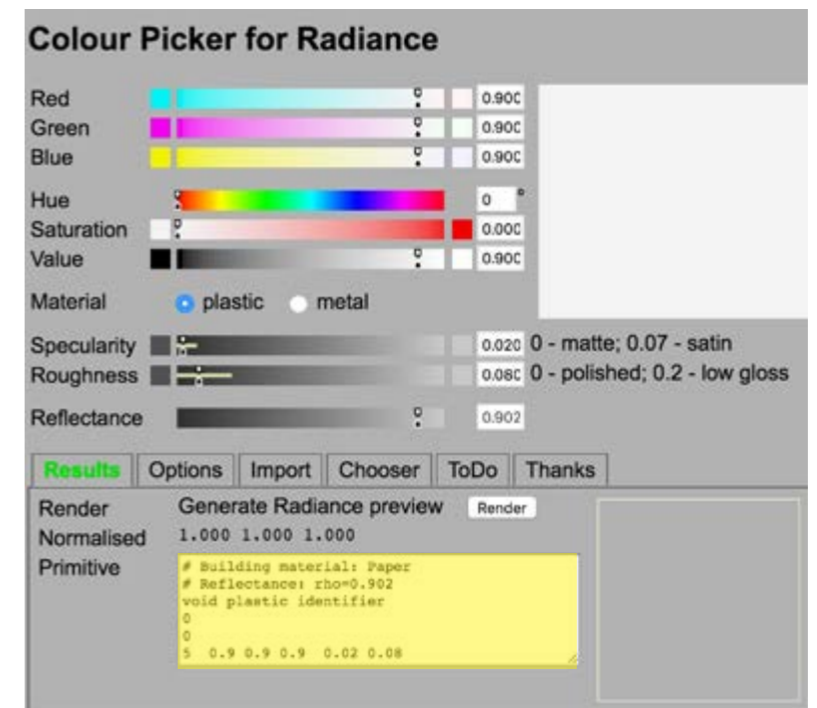 Colour Picker for Radiance
Red 0.900
Green 0.900
Blue 0.900
Hue 0 °
Saturation 0.000
Value 0.900
Material plastic metal
Specularity 0.020 0 - matte; 0.07 - satin
Roughness 0.080 0 - polished; 0.2 - low gloss
Reflectance 0.902
Results Options Import Chooser ToDo Thanks
Render Generate Radiance preview Render
Normalised 1.000 1.000 1.000
Primitive # Building material: Paper
# Reflectance: rho=0.902
void plastic identifier
0
0
5 0.9 0.9 0.9 0.02 0.08